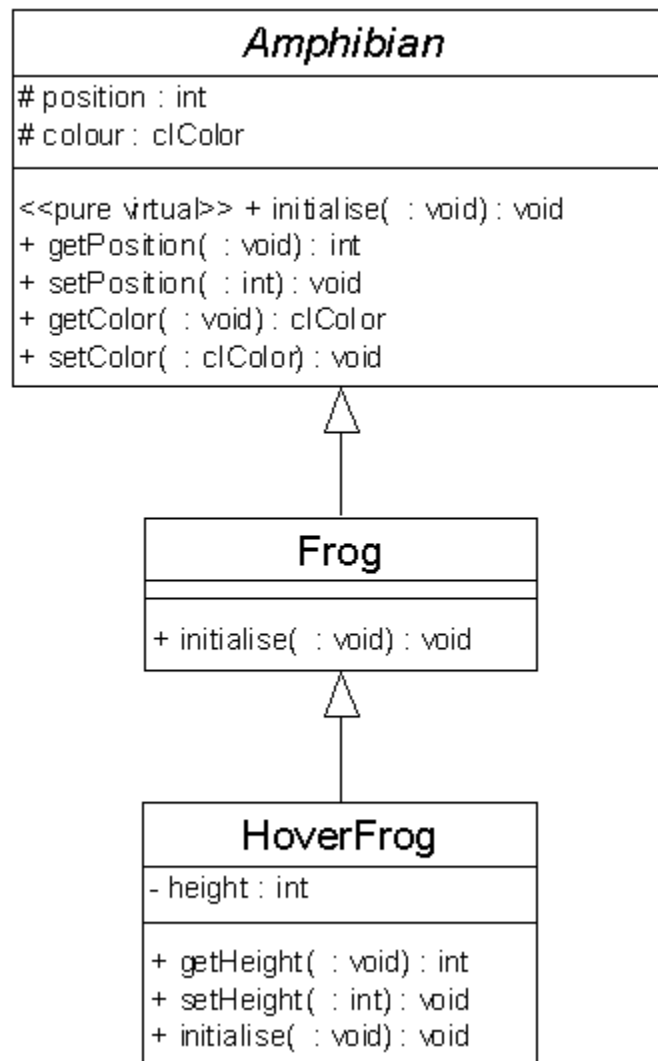 Amphibian
# position : int
# colour : clColor
<<pure virtual>> + initialise( : void) : void
+ getPosition( : void) : int
+ setPosition( : int) : void
+ getColor( : void) : clColor
+ setColor( : clColor) : void
Frog
+ initialise( : void) : void
HoverFrog
- height : int
+ getHeight( : void) : int
+ setHeight( : int) : void
+ initialise( : void) : void